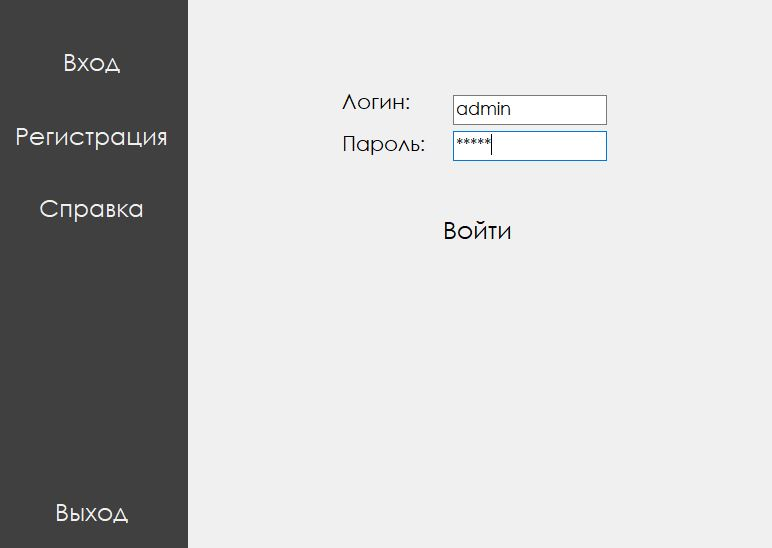 Вход
Регистрация
Справка
Выход
Логин: admin
Пароль: *****
Войти